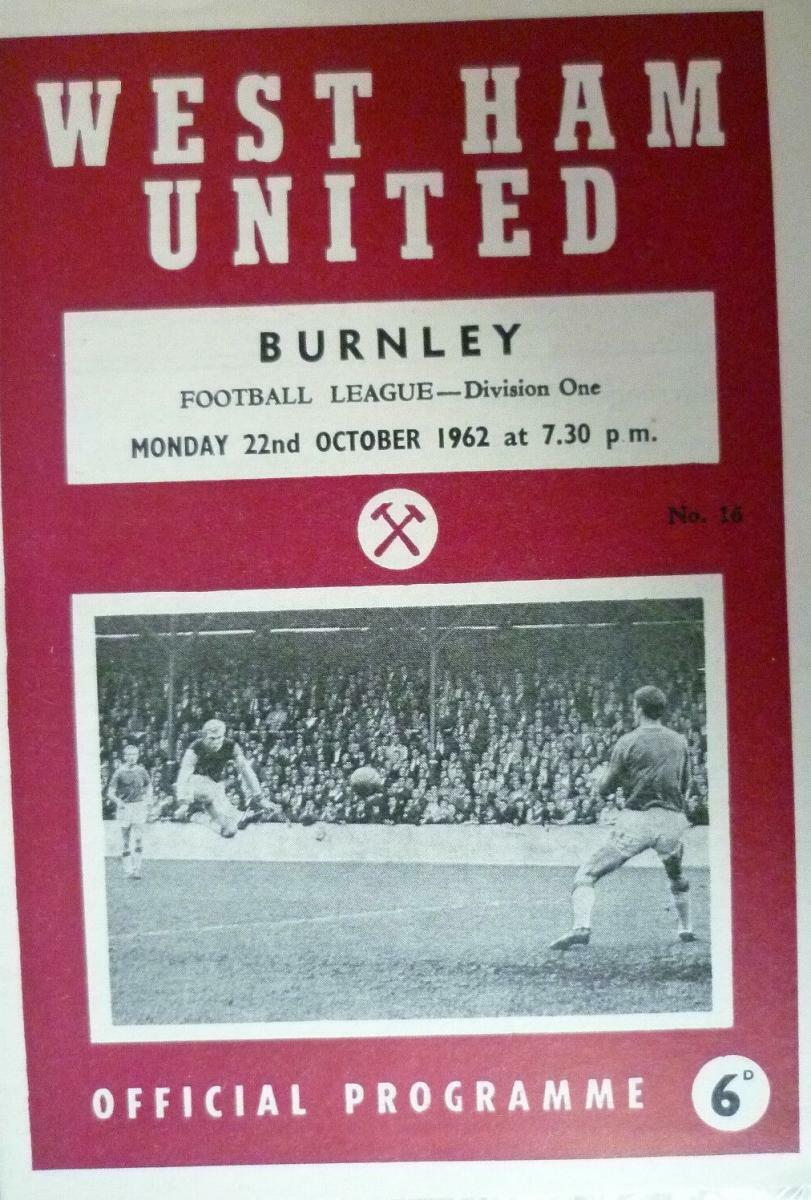 WEST HAM
UNITED
BURNLEY
FOOTBALL LEAGUE—Division One
MONDAY 22nd OCTOBER 1962 at 7.30 p.m.
No. 16
OFFICIAL PROGRAMME
6D